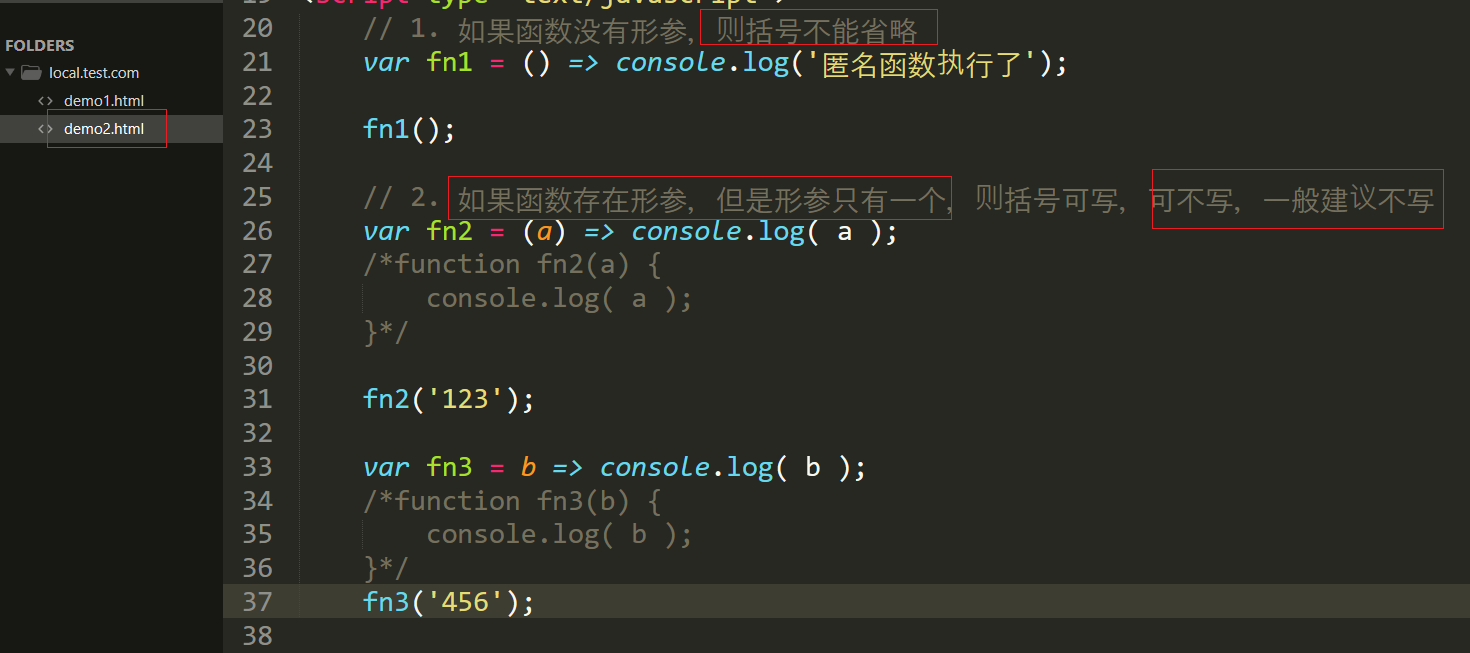 FOLDERS
local.test.com
demo1.html
demo2.html
19 <script type="text/javascript">
20 // 1. 如果函数没有形参, 则括号不能省略
21 var fn1 = () => console.log('匿名函数执行了');
22
23 fn1();
24
25 // 2. 如果函数存在形参, 但是形参只有一个, 则括号可写, 可不写, 一般建议不写
26 var fn2 = (a) => console.log( a );
27 /*function fn2(a) {
28 console.log( a );
29 }*/
30
31 fn2('123');
32
33 var fn3 = b => console.log( b );
34 /*function fn3(b) {
35 console.log( b );
36 }*/
37 fn3('456');
38